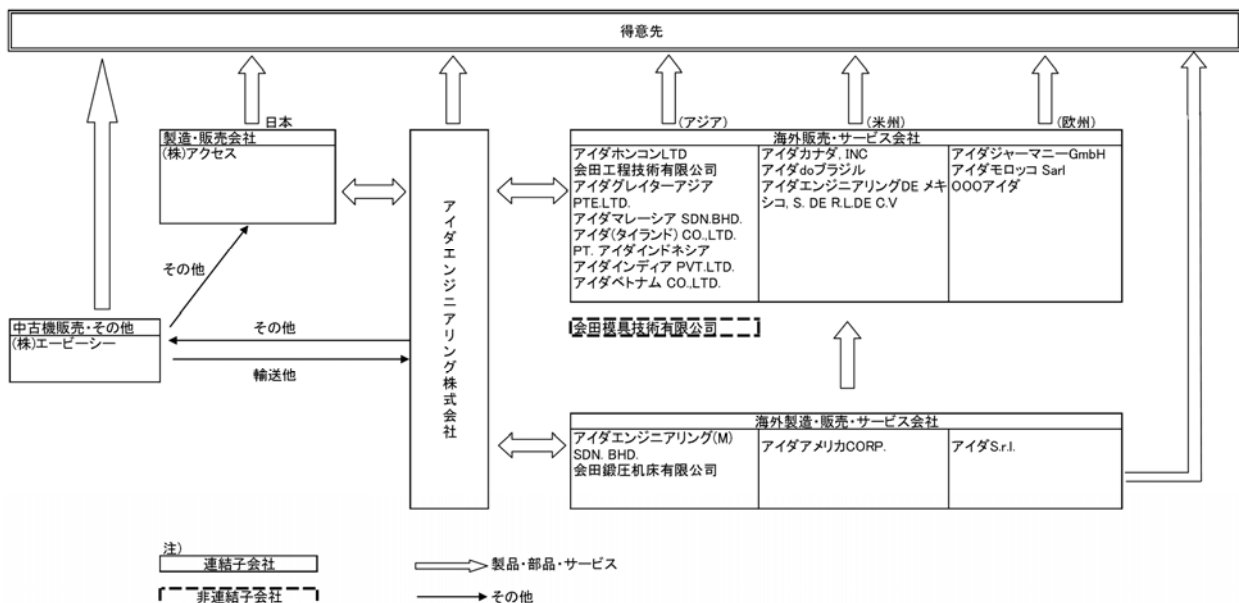 得意先
日本
製造・販売会社
(株)アクセス
その他
中古機販売・その他
(株)エービーシー
その他
輸送他
アイダエンジニアリング株式会社
(アジア)
(米州)
(欧州)
海外販売・サービス会社
アイダホンコンLTD
会田工程技術有限公司
アイダグレイターアジア
PTE.LTD.
アイダマレーシア SDN.BHD.
アイダ(タイランド) CO.,LTD.
PT. アイダインドネシア
アイダインディア PVT.LTD.
アイダベトナム CO.,LTD.
アイダカナダ, INC
アイダdoブラジル
アイダエンジニアリングDE メキ
シコ, S. DE R.L.DE C.V
アイダジャーマニーGmbH
アイダモロッコ Sarl
OOOアイダ
会田模具技術有限公司
海外製造・販売・サービス会社
アイダエンジニアリング(M)
SDN. BHD.
会田鍛圧机床有限公司
アイダアメリカCORP.
アイダS.r.l.
注)
連結子会社
非連結子会社
製品・部品・サービス
その他